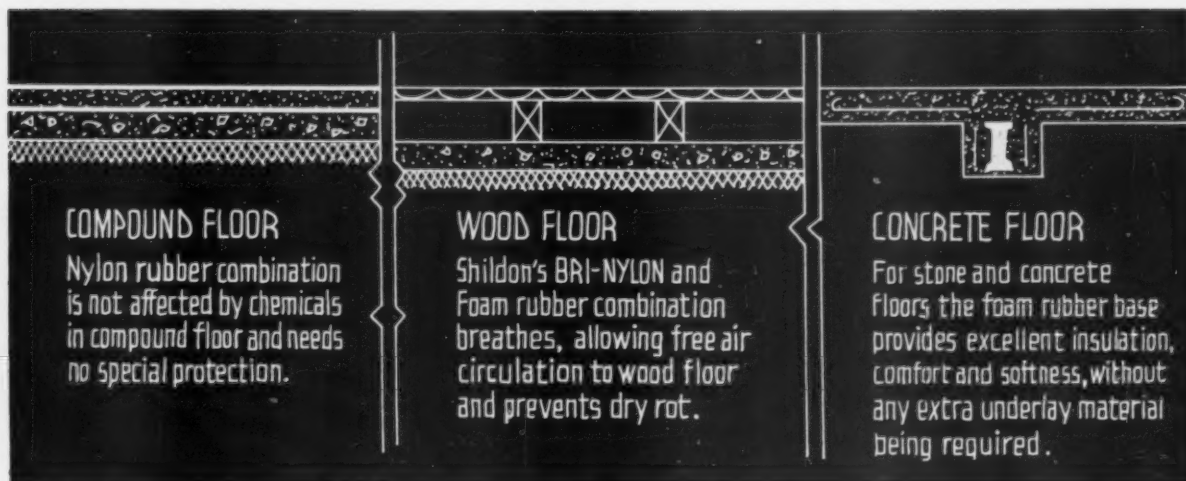 COMPOUND FLOOR
Nylon rubber combination
is not affected by chemicals
in compound floor and needs
no special protection.
WOOD FLOOR
Shildon's BRI-NYLON and
Foam rubber combination
breathes, allowing free air
circulation to wood floor
and prevents dry rot.
CONCRETE FLOOR
For stone and concrete
floors the foam rubber base
provides excellent insulation,
comfort and softness, without
any extra underlay material
being required.